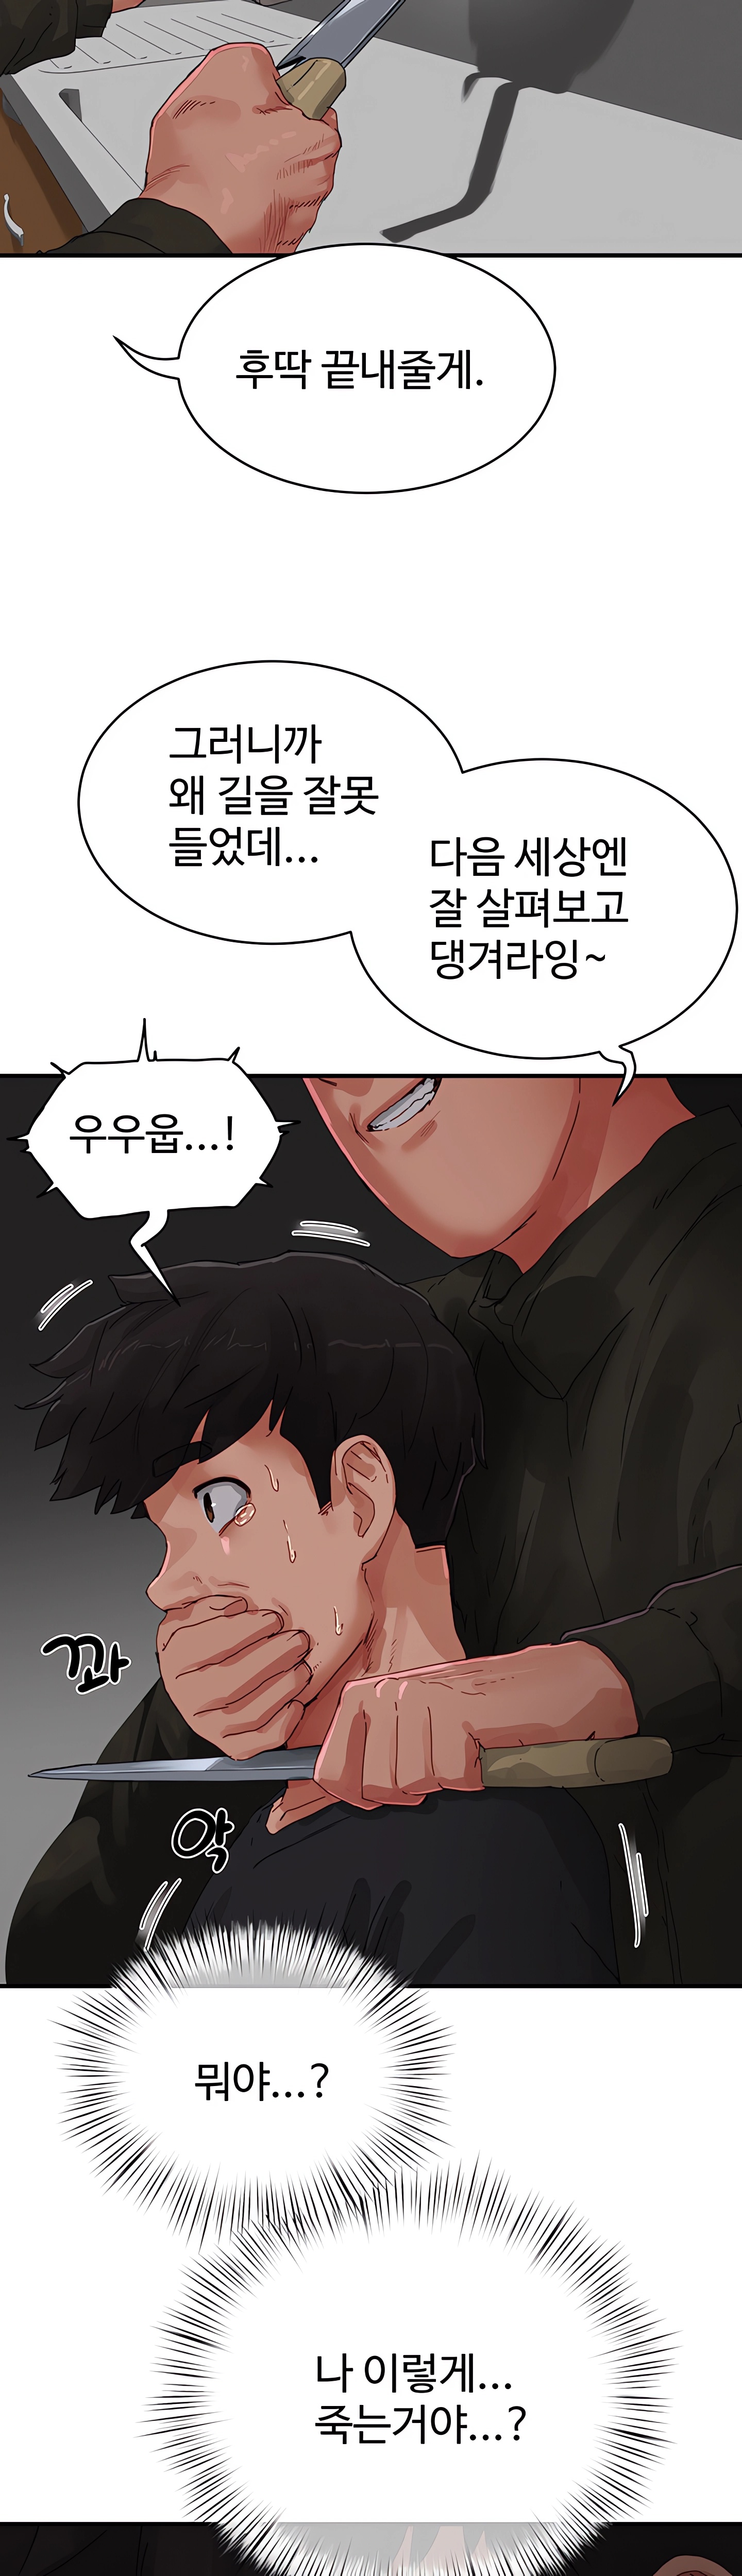 후딱 끝내줄게.
그러니까
왜 길을 잘못
들었데...
다음 세상엔
잘 살펴보고
댕겨라잉~
우우웁...!
꽈
악
뭐야...?
나 이렇게...
죽는거야...?